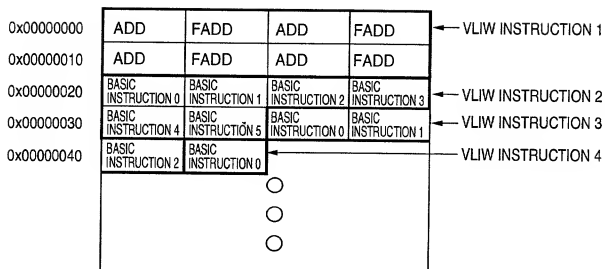 0x00000000 ADD FADD ADD FADD VLIW INSTRUCTION 1
0x00000010 ADD FADD ADD FADD
0x00000020 BASIC INSTRUCTION 0 BASIC INSTRUCTION 1 BASIC INSTRUCTION 2 BASIC INSTRUCTION 3 VLIW INSTRUCTION 2
0x00000030 BASIC INSTRUCTION 4 BASIC INSTRUCTION 5 BASIC INSTRUCTION 0 BASIC INSTRUCTION 1 VLIW INSTRUCTION 3
0x00000040 BASIC INSTRUCTION 2 BASIC INSTRUCTION 0 VLIW INSTRUCTION 4